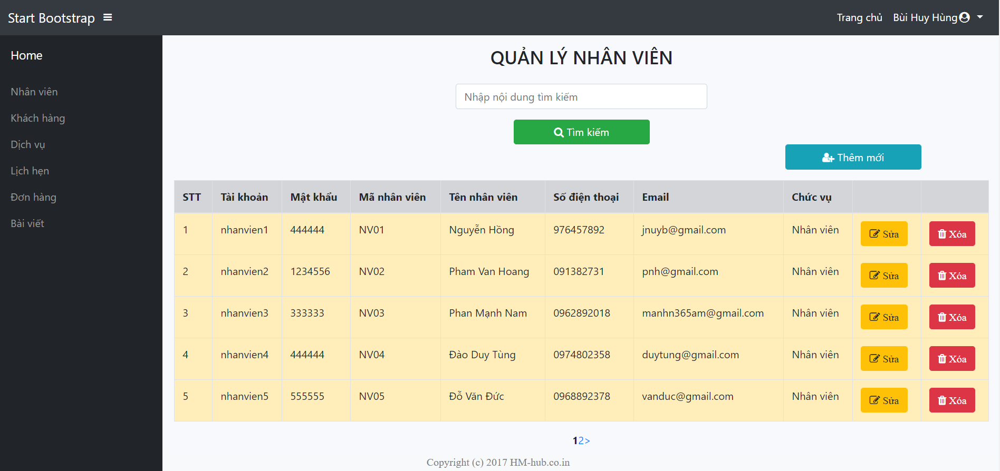 Start Bootstrap
Trang chủ Bùi Huy Hùng
Home
Nhân viên
Khách hàng
Dịch vụ
Lịch hẹn
Đơn hàng
Bài viết
QUẢN LÝ NHÂN VIÊN
Nhập nội dung tìm kiếm
Tìm kiếm
Thêm mới
STT Tài khoản Mật khẩu Mã nhân viên Tên nhân viên Số điện thoại Email Chức vụ
1 nhanvien1 444444 NV01 Nguyễn Hồng 976457892 jnuyb@gmail.com Nhân viên Sửa Xóa
2 nhanvien2 1234556 NV02 Pham Van Hoang 091382731 pnh@gmail.com Nhân viên Sửa Xóa
3 nhanvien3 333333 NV03 Phan Mạnh Nam 0962892018 manhn365am@gmail.com Nhân viên Sửa Xóa
4 nhanvien4 444444 NV04 Đào Duy Tùng 0974802358 duytung@gmail.com Nhân viên Sửa Xóa
5 nhanvien5 555555 NV05 Đỗ Văn Đức 0968892378 vanduc@gmail.com Nhân viên Sửa Xóa
12>
Copyright (c) 2017 HM-hub.co.in